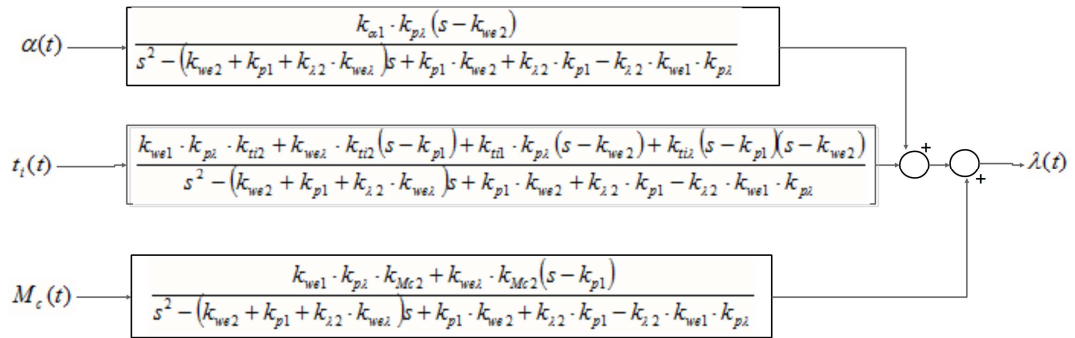 α(t)
k_{α1} · k_{pλ} (s − k_{we2})
s² − (k_{we2} + k_{p1} + k_{λ2} · k_{weλ})s + k_{p1} · k_{we2} + k_{λ2} · k_{p1} − k_{λ2} · k_{we1} · k_{pλ}
+
t_i(t)
k_{we1} · k_{pλ} · k_{ti2} + k_{weλ} · k_{ti2}(s − k_{p1}) + k_{ti1} · k_{pλ} (s − k_{we2}) + k_{tiλ} (s − k_{p1})(s − k_{we2})
s² − (k_{we2} + k_{p1} + k_{λ2} · k_{weλ})s + k_{p1} · k_{we2} + k_{λ2} · k_{p1} − k_{λ2} · k_{we1} · k_{pλ}
λ(t)
+
M_c(t)
k_{we1} · k_{pλ} · k_{Mc2} + k_{weλ} · k_{Mc2}(s − k_{p1})
s² − (k_{we2} + k_{p1} + k_{λ2} · k_{weλ})s + k_{p1} · k_{we2} + k_{λ2} · k_{p1} − k_{λ2} · k_{we1} · k_{pλ}